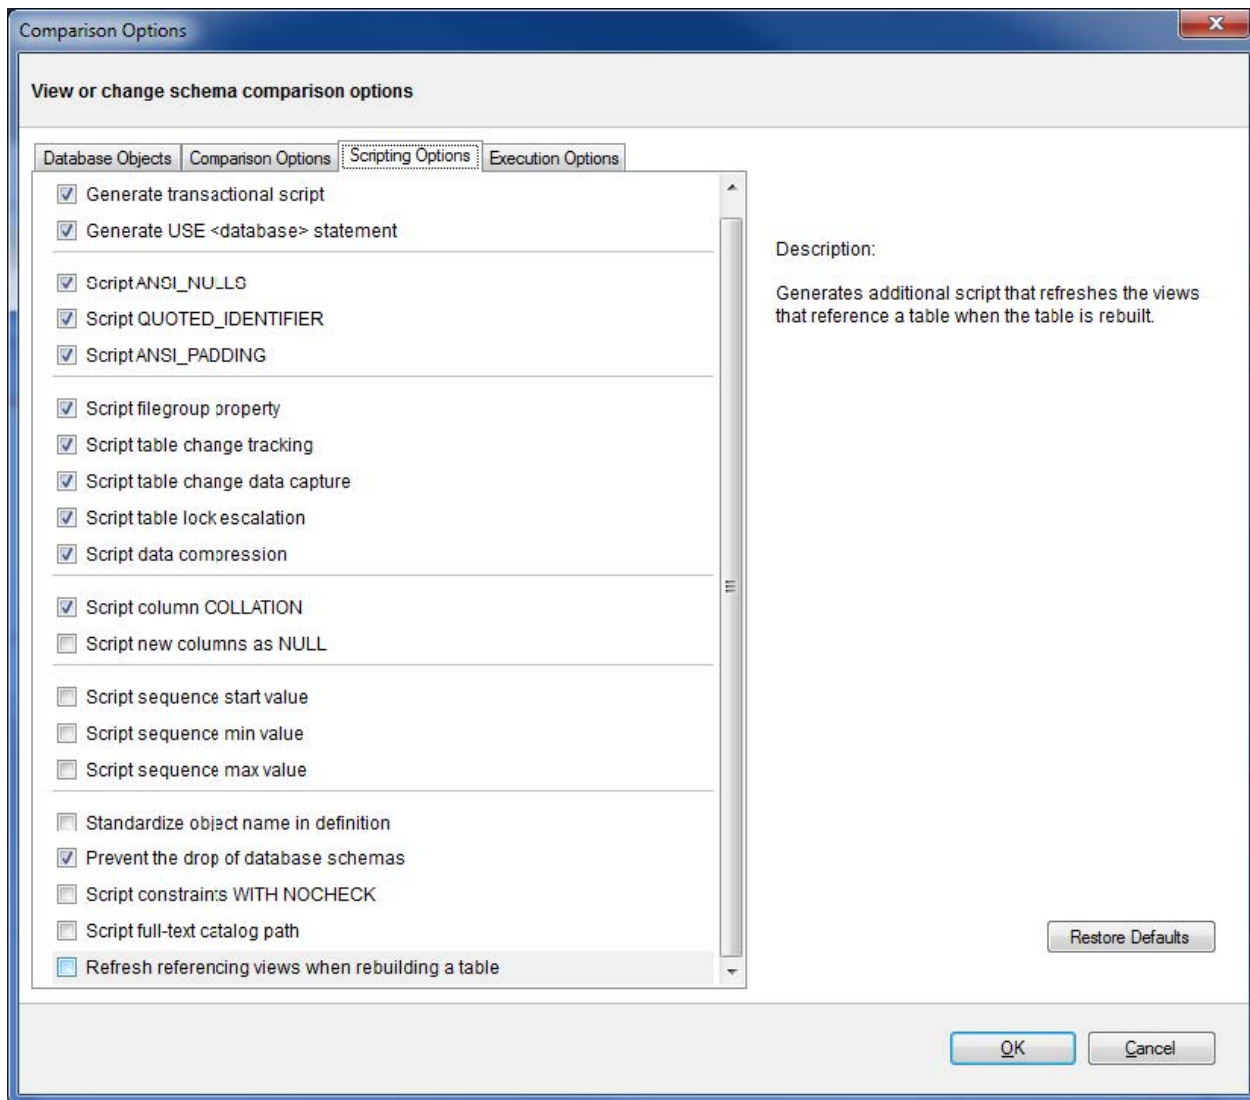 Comparison Options
View or change schema comparison options
Database Objects Comparison Options Scripting Options Execution Options
Generate transactional script
Generate USE <database> statement
Script ANSI_NULLS
Script QUOTED_IDENTIFIER
Script ANSI_PADDING
Script filegroup property
Script table change tracking
Script table change data capture
Script table lock escalation
Script data compression
Script column COLLATION
Script new columns as NULL
Script sequence start value
Script sequence min value
Script sequence max value
Standardize object name in definition
Prevent the drop of database schemas
Script constraints WITH NOCHECK
Script full-text catalog path
Refresh referencing views when rebuilding a table
Description:
Generates additional script that refreshes the views
that reference a table when the table is rebuilt.
Restore Defaults
OK Cancel